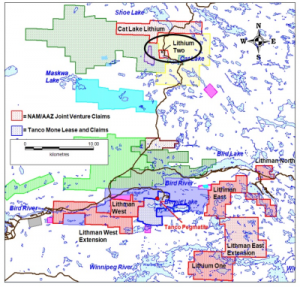 Shoe Lake
Cat Lake Lithium
Lithium
Two
N
W
E
S
Maskwa
Lake
= NAM/AAZ Joint Venture Claims
= Tanco Mone Lease and Claims
0
10.00
kilometres
Bird Lake
Lithman North
Bird River
Bird River
Lithman
West
Lithman
East
Lithman West
Extension
Tanco Pegmatite
Lithman East
Extension
Winnipeg River
Lithium One